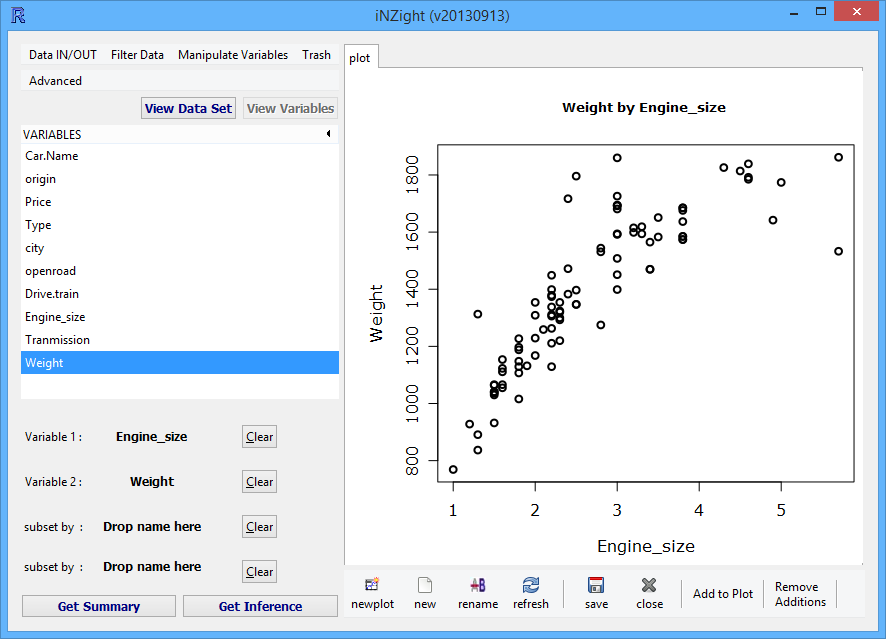 iNZight (v20130913)
Data IN/OUT Filter Data Manipulate Variables Trash
Advanced
View Data Set View Variables
VARIABLES
Car.Name
origin
Price
Type
city
openroad
Drive.train
Engine_size
Tranmission
Weight
Variable 1 : Engine_size Clear
Variable 2 : Weight Clear
subset by : Drop name here Clear
subset by : Drop name here Clear
Get Summary Get Inference
plot
Weight by Engine_size
Weight
1800
1600
1400
1200
1000
800
1 2 3 4 5
Engine_size
newplot new rename refresh save close Add to Plot Remove Additions